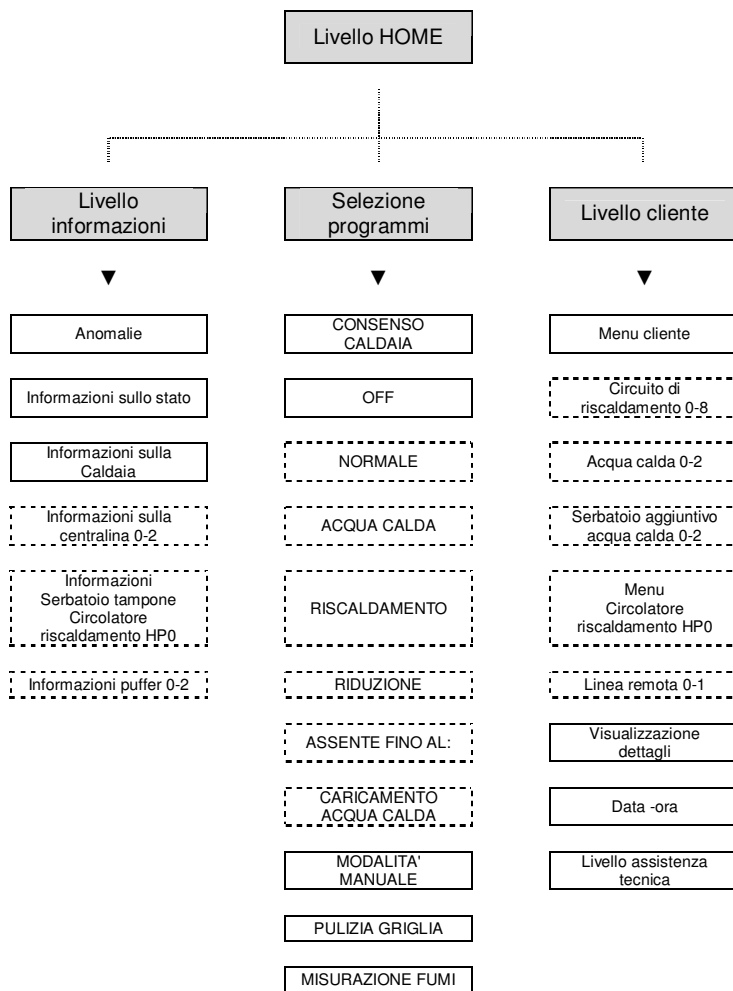 Livello HOME
Livello
informazioni
Selezione
programmi
Livello cliente
▼
▼
▼
Anomalie
Informazioni sullo stato
Informazioni sulla
Caldaia
Informazioni sulla
centralina 0-2
Informazioni
Serbatoio tampone
Circolatore
riscaldamento HP0
Informazioni puffer 0-2
CONSENSO
CALDAIA
OFF
NORMALE
ACQUA CALDA
RISCALDAMENTO
RIDUZIONE
ASSENTE FINO AL:
CARICAMENTO
ACQUA CALDA
MODALITA'
MANUALE
PULIZIA GRIGLIA
MISURAZIONE FUMI
Menu cliente
Circuito di
riscaldamento 0-8
Acqua calda 0-2
Serbatoio aggiuntivo
acqua calda 0-2
Menu
Circolatore
riscaldamento HP0
Linea remota 0-1
Visualizzazione
dettagli
Data -ora
Livello assistenza
tecnica